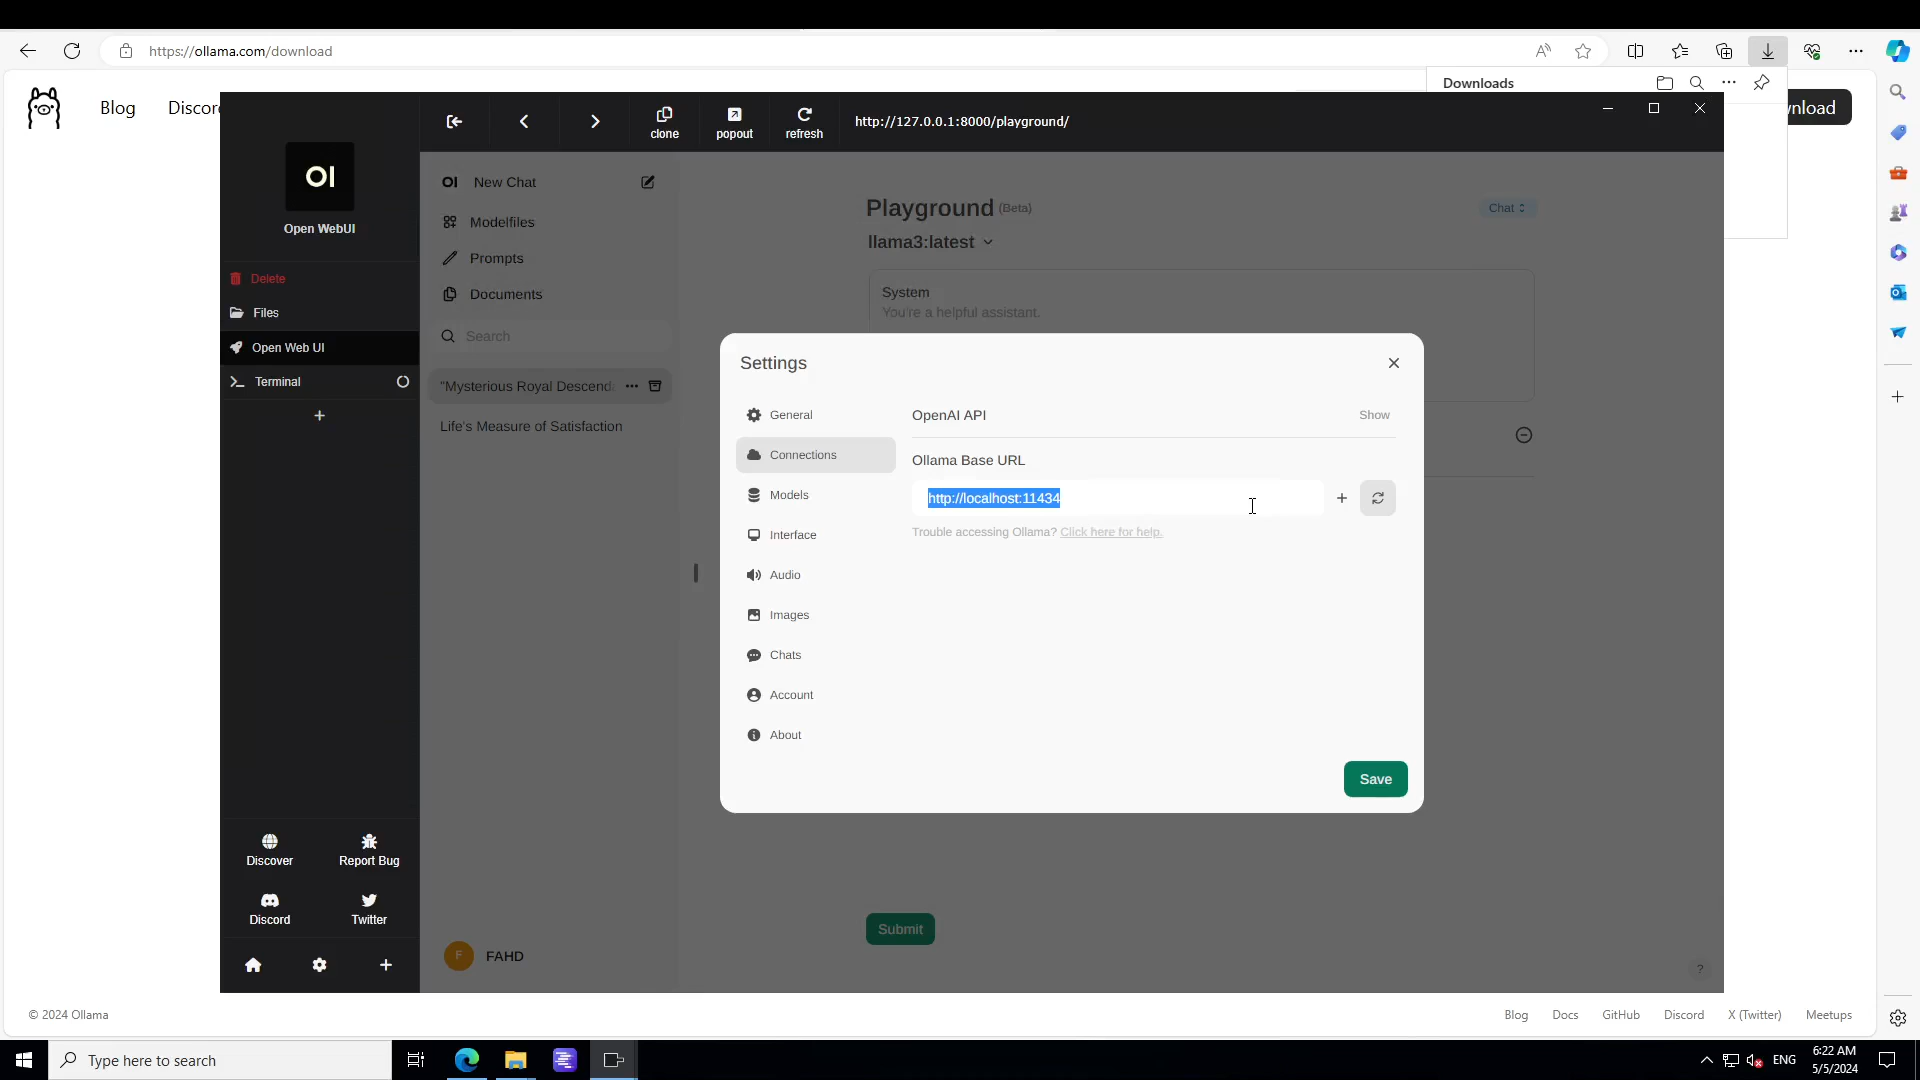 https://ollama.com/download
Downloads
Blog
clone
popout
refresh
http://127.0.0.1:8000/playground/
OI
Open WebUI
Delete
Files
Open Web UI
Terminal
Discover
Report Bug
Discord
Twitter
OI New Chat
Modelfiles
Prompts
Documents
Search
"Mysterious Royal
Life's Measure of Satisfaction
F FAHD
Playground (Beta)
Chat
llama3:latest
System
You're a helpful assistant.
Settings
General
Connections
Models
Interface
Audio
Images
Chats
Account
About
OpenAI API
Show
Ollama Base URL
http://localhost:11434
Trouble accessing Ollama? Click here for help.
Save
Submit
?
© 2024 Ollama
Blog
Docs
GitHub
Discord
X (Twitter)
Meetups
Type here to search
ENG
6:22 AM
5/5/2024